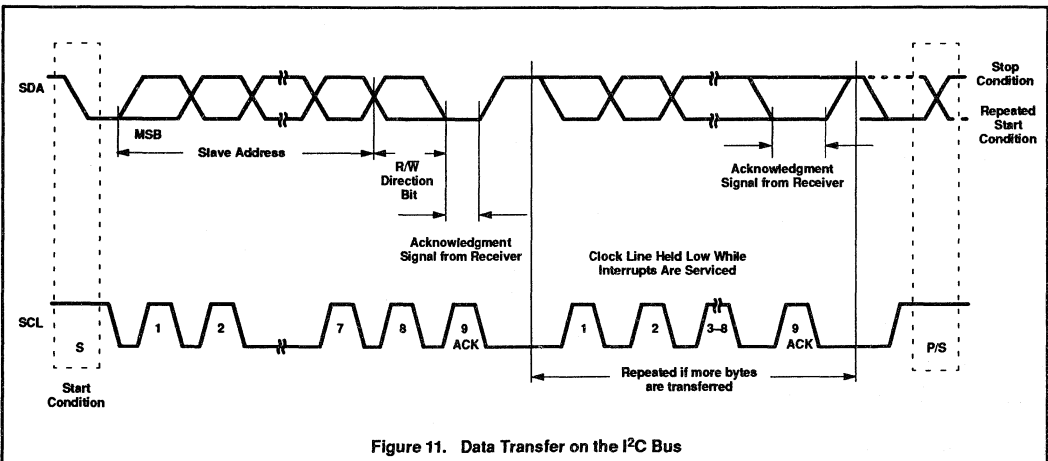 SDA
MSB
Slave Address
R/W̅
Direction
Bit
Acknowledgment
Signal from Receiver
Acknowledgment
Signal from Receiver
Stop
Condition
Repeated
Start
Condition
Clock Line Held Low While
Interrupts Are Serviced
SCL
S
1
2
7
8
9
ACK
1
2
3–8
9
ACK
P/S
Start
Condition
Repeated if more bytes
are transferred
Figure 11. Data Transfer on the I²C Bus